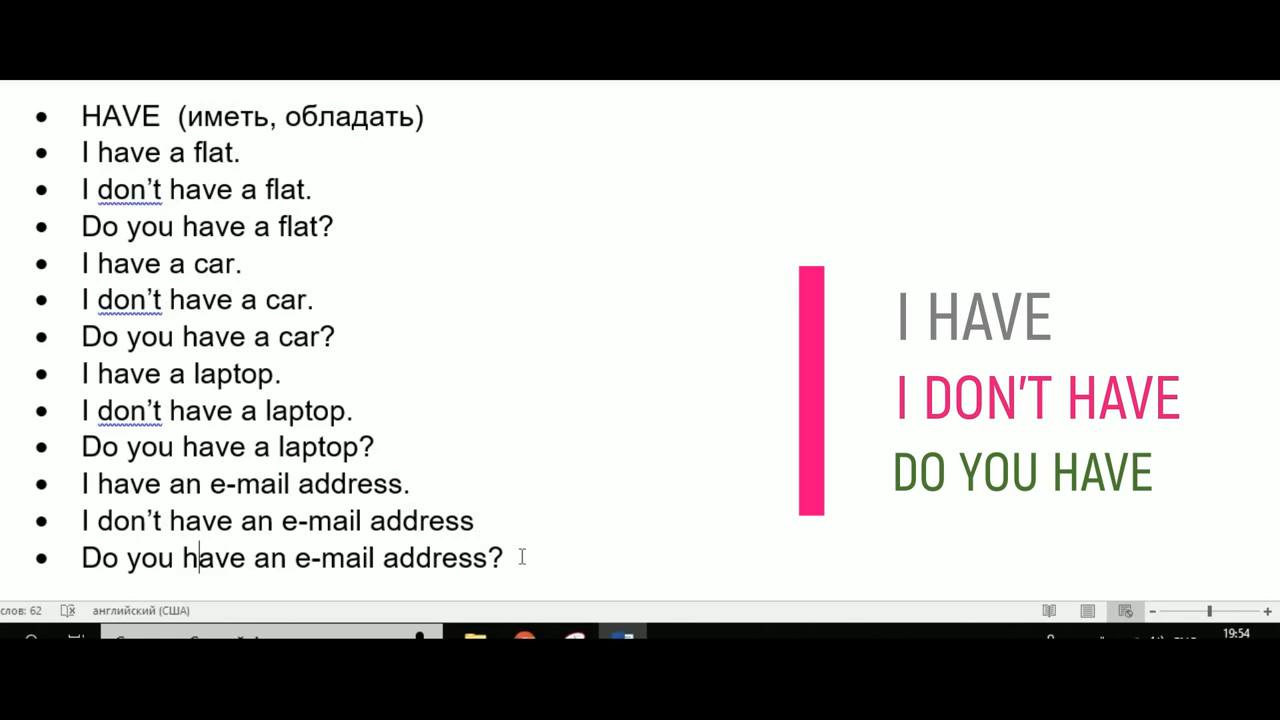 • HAVE (иметь, обладать)
• I have a flat.
• I don’t have a flat.
• Do you have a flat?
• I have a car.
• I don’t have a car.
• Do you have a car?
• I have a laptop.
• I don’t have a laptop.
• Do you have a laptop?
• I have an e-mail address.
• I don’t have an e-mail address
• Do you have an e-mail address?
I HAVE
I DON’T HAVE
DO YOU HAVE
слов: 62 английский (США)
19:54